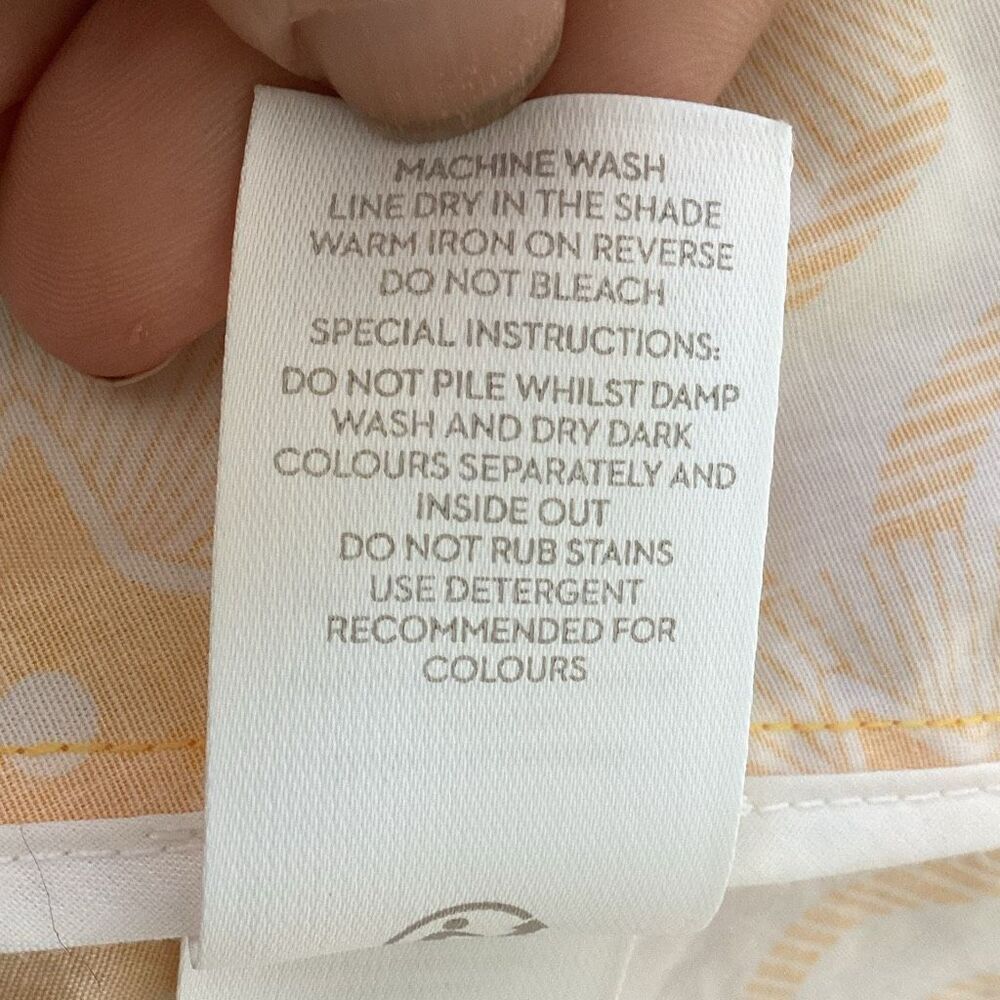 MACHINE WASH
LINE DRY IN THE SHADE
WARM IRON ON REVERSE
DO NOT BLEACH
SPECIAL INSTRUCTIONS:
DO NOT PILE WHILST DAMP
WASH AND DRY DARK
COLOURS SEPARATELY AND
INSIDE OUT
DO NOT RUB STAINS
USE DETERGENT
RECOMMENDED FOR
COLOURS